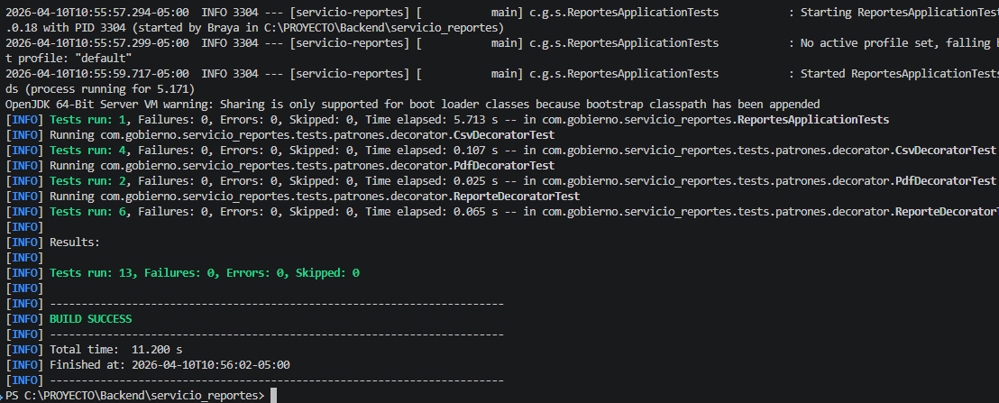 2026-04-10T10:55:57.294-05:00  INFO 3304 --- [servicio-reportes] [           main] c.g.s.ReportesApplicationTests           : Starting ReportesApplicationTest
.0.18 with PID 3304 (started by Braya in C:\PROYECTO\Backend\servicio_reportes)
2026-04-10T10:55:57.299-05:00  INFO 3304 --- [servicio-reportes] [           main] c.g.s.ReportesApplicationTests           : No active profile set, falling
t profile: "default"
2026-04-10T10:55:59.717-05:00  INFO 3304 --- [servicio-reportes] [           main] c.g.s.ReportesApplicationTests           : Started ReportesApplicationTests
ds (process running for 5.171)
OpenJDK 64-Bit Server VM warning: Sharing is only supported for boot loader classes because bootstrap classpath has been appended
[INFO] Tests run: 1, Failures: 0, Errors: 0, Skipped: 0, Time elapsed: 5.713 s -- in com.gobierno.servicio_reportes.ReportesApplicationTests
[INFO] Running com.gobierno.servicio_reportes.tests.patrones.decorator.CsvDecoratorTest
[INFO] Tests run: 4, Failures: 0, Errors: 0, Skipped: 0, Time elapsed: 0.107 s -- in com.gobierno.servicio_reportes.tests.patrones.decorator.CsvDecoratorTest
[INFO] Running com.gobierno.servicio_reportes.tests.patrones.decorator.PdfDecoratorTest
[INFO] Tests run: 2, Failures: 0, Errors: 0, Skipped: 0, Time elapsed: 0.025 s -- in com.gobierno.servicio_reportes.tests.patrones.decorator.PdfDecoratorTest
[INFO] Running com.gobierno.servicio_reportes.tests.patrones.decorator.ReporteDecoratorTest
[INFO] Tests run: 6, Failures: 0, Errors: 0, Skipped: 0, Time elapsed: 0.065 s -- in com.gobierno.servicio_reportes.tests.patrones.decorator.ReporteDecoratorT
[INFO]
[INFO] Results:
[INFO]
[INFO] Tests run: 13, Failures: 0, Errors: 0, Skipped: 0
[INFO]
[INFO] ------------------------------------------------------------------------
[INFO] BUILD SUCCESS
[INFO] ------------------------------------------------------------------------
[INFO] Total time:  11.200 s
[INFO] Finished at: 2026-04-10T10:56:02-05:00
[INFO] ------------------------------------------------------------------------
PS C:\PROYECTO\Backend\servicio_reportes>